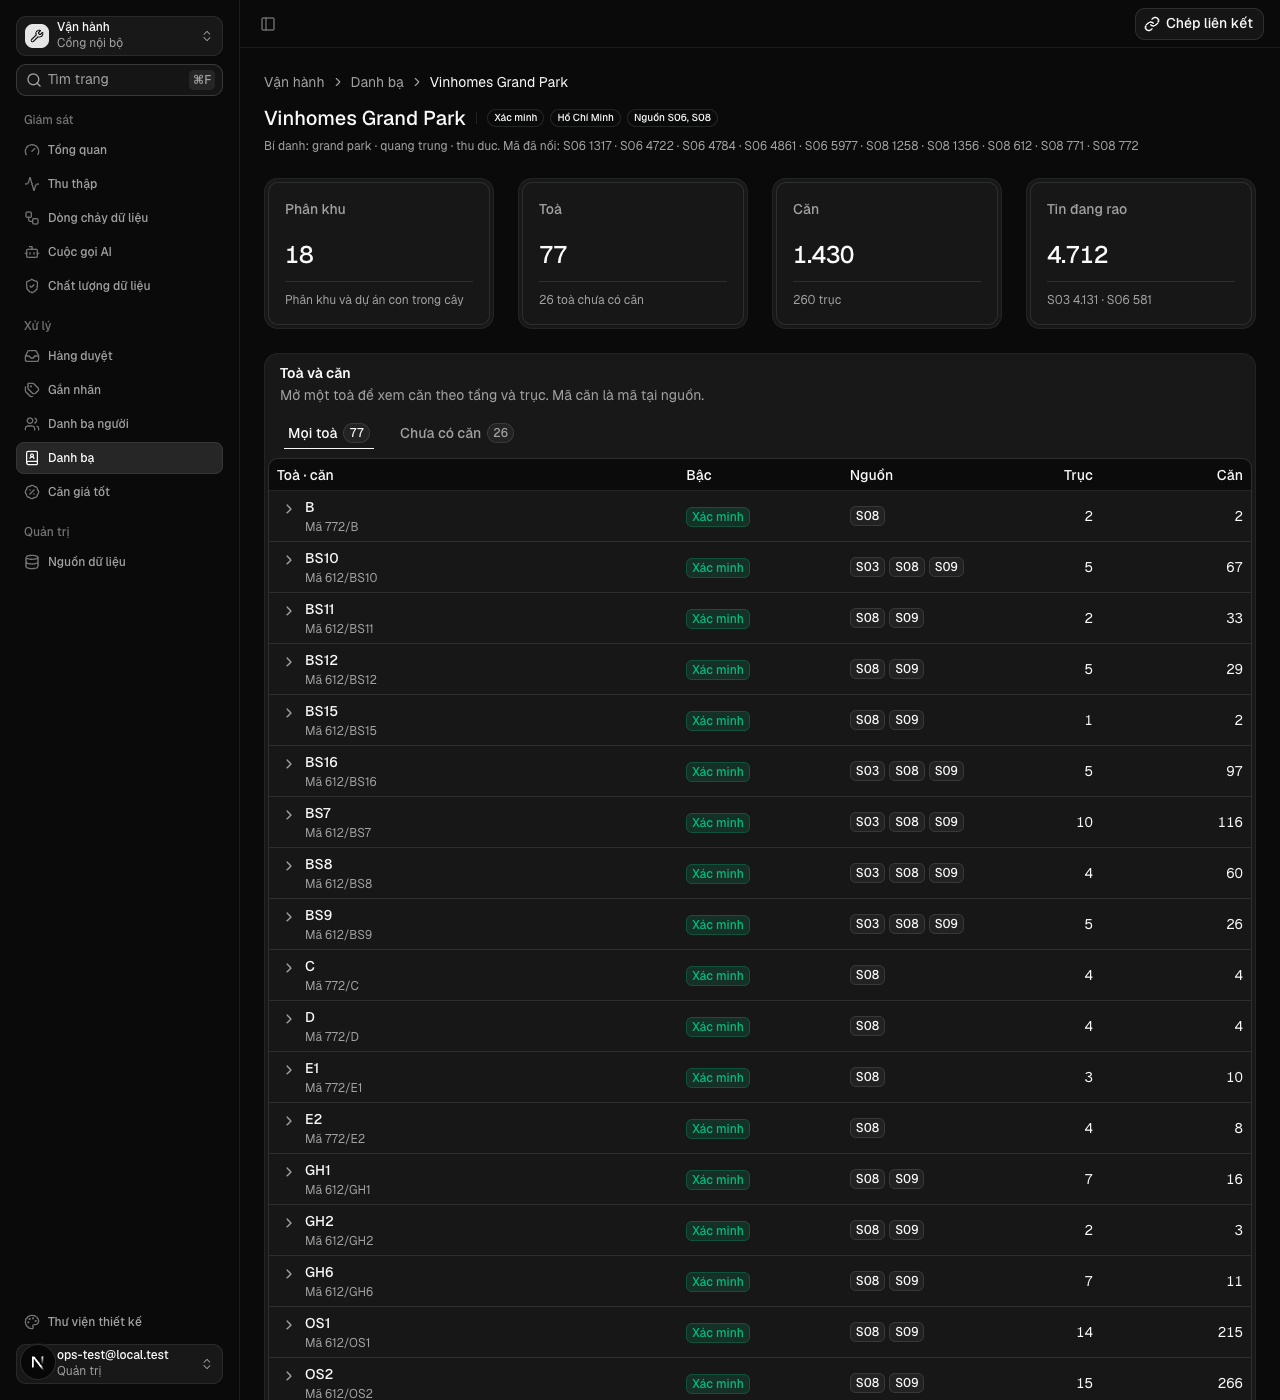 Vận hành
Cổng nội bộ
Tìm trang ⌘F
Giám sát
Tổng quan
Thu thập
Dòng chảy dữ liệu
Cuộc gọi AI
Chất lượng dữ liệu
Xử lý
Hàng duyệt
Gắn nhãn
Danh bạ người
Danh bạ
Căn giá tốt
Quản trị
Nguồn dữ liệu
Thư viện thiết kế
N
ops-test@local.test
Quản trị
Chép liên kết
Vận hành > Danh bạ > Vinhomes Grand Park
Vinhomes Grand Park Xác minh Hồ Chí Minh Nguồn S06, S08
Bí danh: grand park · quang trung · thu duc. Mã đã nối: S06 1317 · S06 4722 · S06 4784 · S06 4861 · S06 5977 · S08 1258 · S08 1356 · S08 612 · S08 771 · S08 772
Phân khu
18
Phân khu và dự án con trong cây
Toà
77
26 toà chưa có căn
Căn
1.430
260 trục
Tin đang rao
4.712
S03 4.131 · S06 581
Toà và căn
Mở một toà để xem căn theo tầng và trục. Mã căn là mã tại nguồn.
Mọi toà 77 Chưa có căn 26
Toà · căn Bậc Nguồn Trục Căn
B Xác minh S08 2 2
Mã 772/B
BS10 Xác minh S03 S08 S09 5 67
Mã 612/BS10
BS11 Xác minh S08 S09 2 33
Mã 612/BS11
BS12 Xác minh S08 S09 5 29
Mã 612/BS12
BS15 Xác minh S08 S09 1 2
Mã 612/BS15
BS16 Xác minh S03 S08 S09 5 97
Mã 612/BS16
BS7 Xác minh S03 S08 S09 10 116
Mã 612/BS7
BS8 Xác minh S03 S08 S09 4 60
Mã 612/BS8
BS9 Xác minh S03 S08 S09 5 26
Mã 612/BS9
C Xác minh S08 4 4
Mã 772/C
D Xác minh S08 4 4
Mã 772/D
E1 Xác minh S08 3 10
Mã 772/E1
E2 Xác minh S08 4 8
Mã 772/E2
GH1 Xác minh S08 S09 7 16
Mã 612/GH1
GH2 Xác minh S08 S09 2 3
Mã 612/GH2
GH6 Xác minh S08 S09 7 11
Mã 612/GH6
OS1 Xác minh S08 S09 14 215
Mã 612/OS1
OS2 Xác minh S08 S09 15 266
Mã 612/OS2